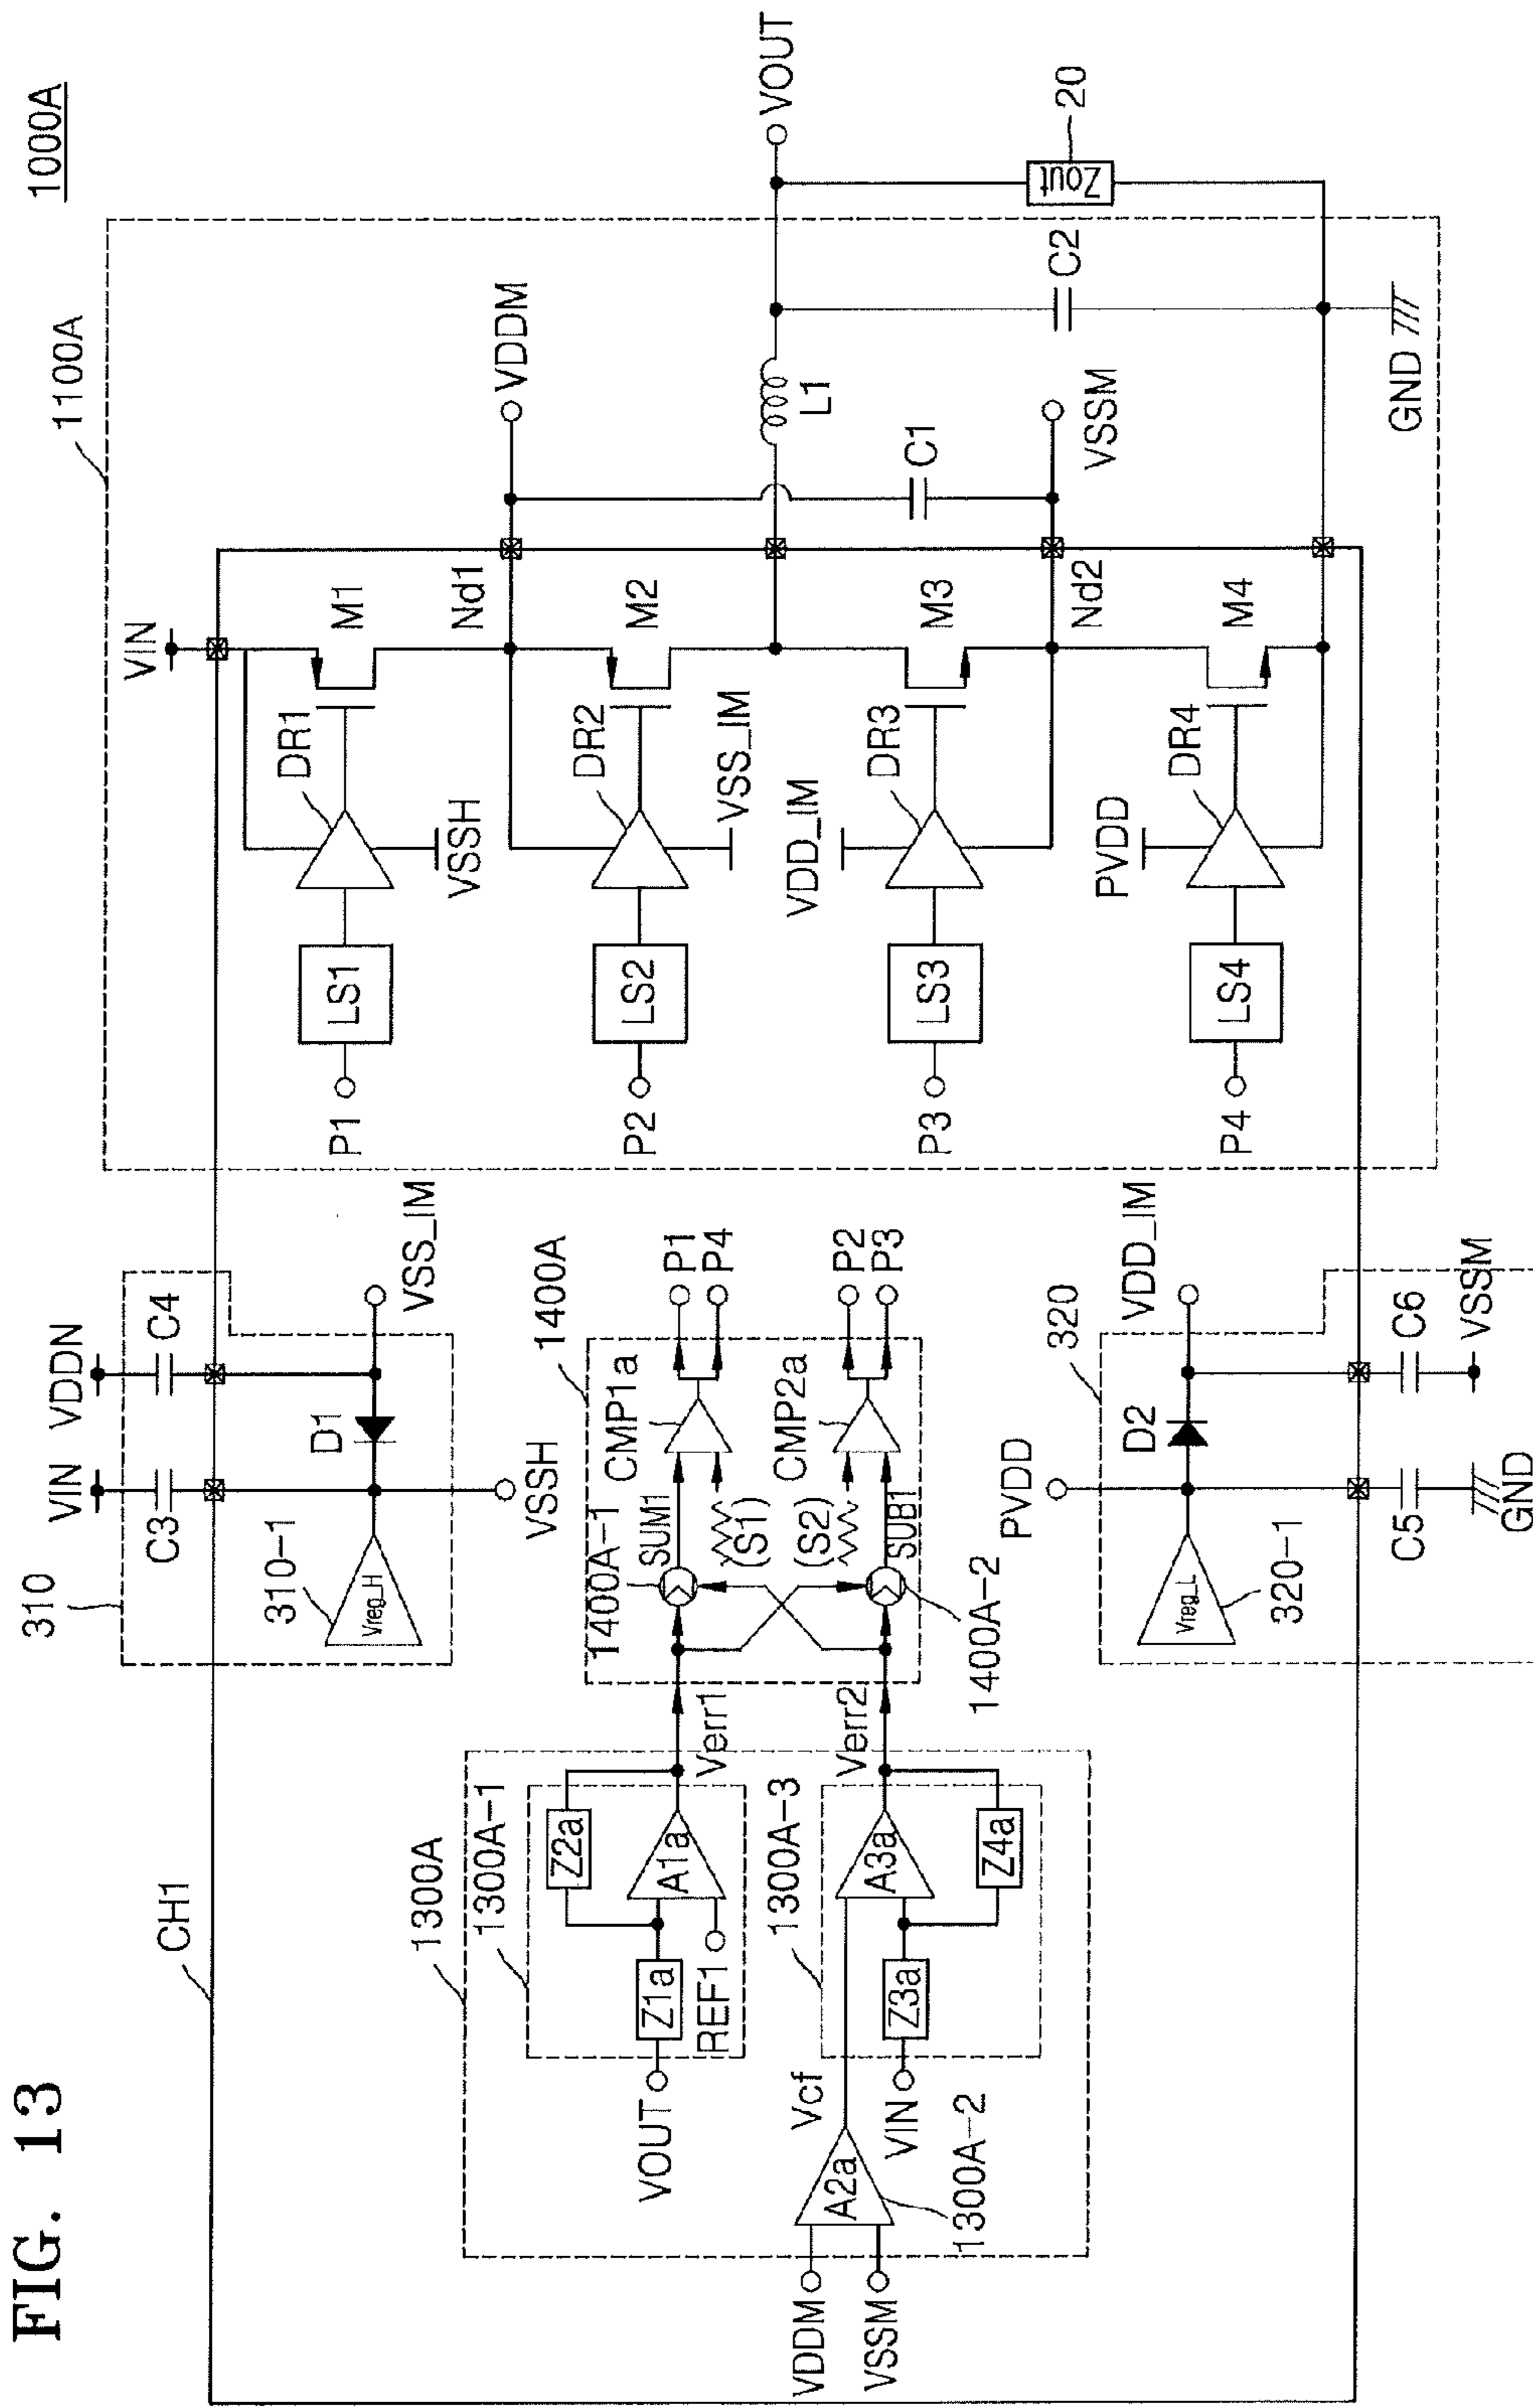 FIG. 13
1000A
CH1
1100A
VIN
VDDN
C3
C4
310
310-1
Vreg_H
D1
VSS_IM
VSSH
1300A
1300A-1
Z2a
Z1a
A1a
VOUT
REF1
Verr1
1300A-3
Vcf
A2a
VDDM
VSSM
1300A-2
VIN
Z3a
A3a
Z4a
Verr2
1400A
1400A-1
SUM1
CMP1a
(S1)
P1
P4
(S2)
CMP2a
SUB1
1400A-2
P2
P3
320
320-1
Vreg_L
PVDD
D2
VDD_IM
C5
C6
GND
VSSM
VIN
P1
LS1
DR1
VSSH
M1
Nd1
VDDM
P2
LS2
DR2
VSS_IM
M2
P3
LS3
VDD_IM
DR3
M3
Nd2
VSSM
P4
LS4
PVDD
DR4
M4
C1
L1
C2
GND
VOUT
Zout
20